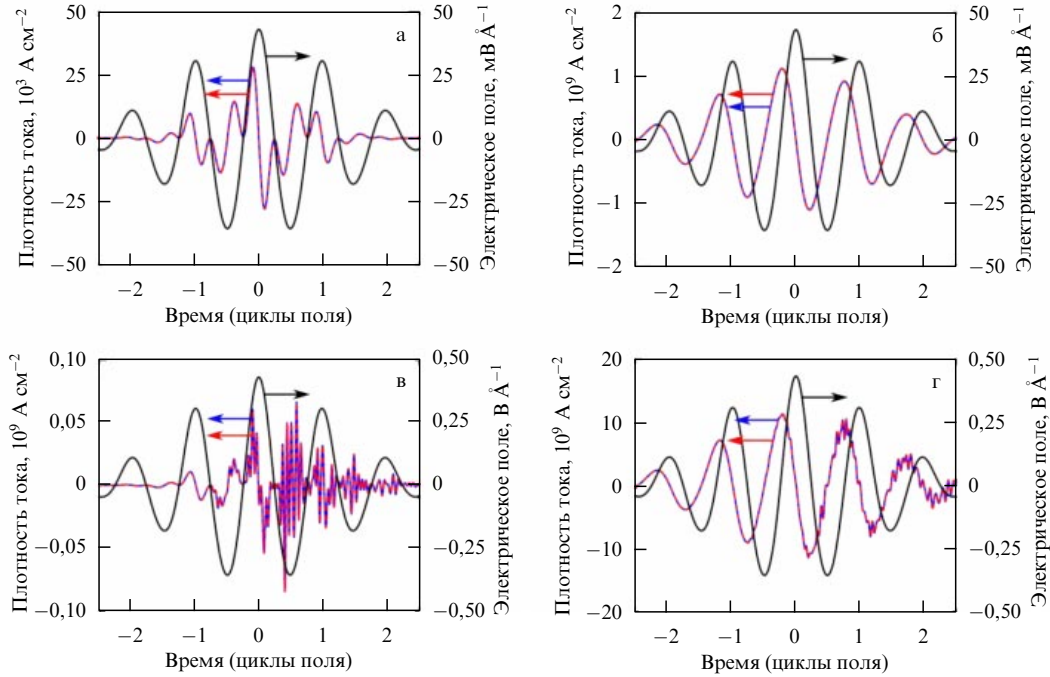 а
Плотность тока, 10³ А см⁻²
50
25
0
−25
−50
50
25
0
−25
−50
Электрическое поле, мВ Å⁻¹
−2 −1 0 1 2
Время (циклы поля)
б
Плотность тока, 10⁹ А см⁻²
2
1
0
−1
−2
50
25
0
−25
−50
Электрическое поле, мВ Å⁻¹
−2 −1 0 1 2
Время (циклы поля)
в
Плотность тока, 10⁹ А см⁻²
0,10
0.05
0
−0.05
−0,10
0,50
0,25
0
−0,25
−0,50
Электрическое поле, В Å⁻¹
−2 −1 0 1 2
Время (циклы поля)
г
Плотность тока, 10⁹ А см⁻²
20
10
0
−10
−20
0,50
0,25
0
−0,25
−0,50
Электрическое поле, В Å⁻¹
−2 −1 0 1 2
Время (циклы поля)